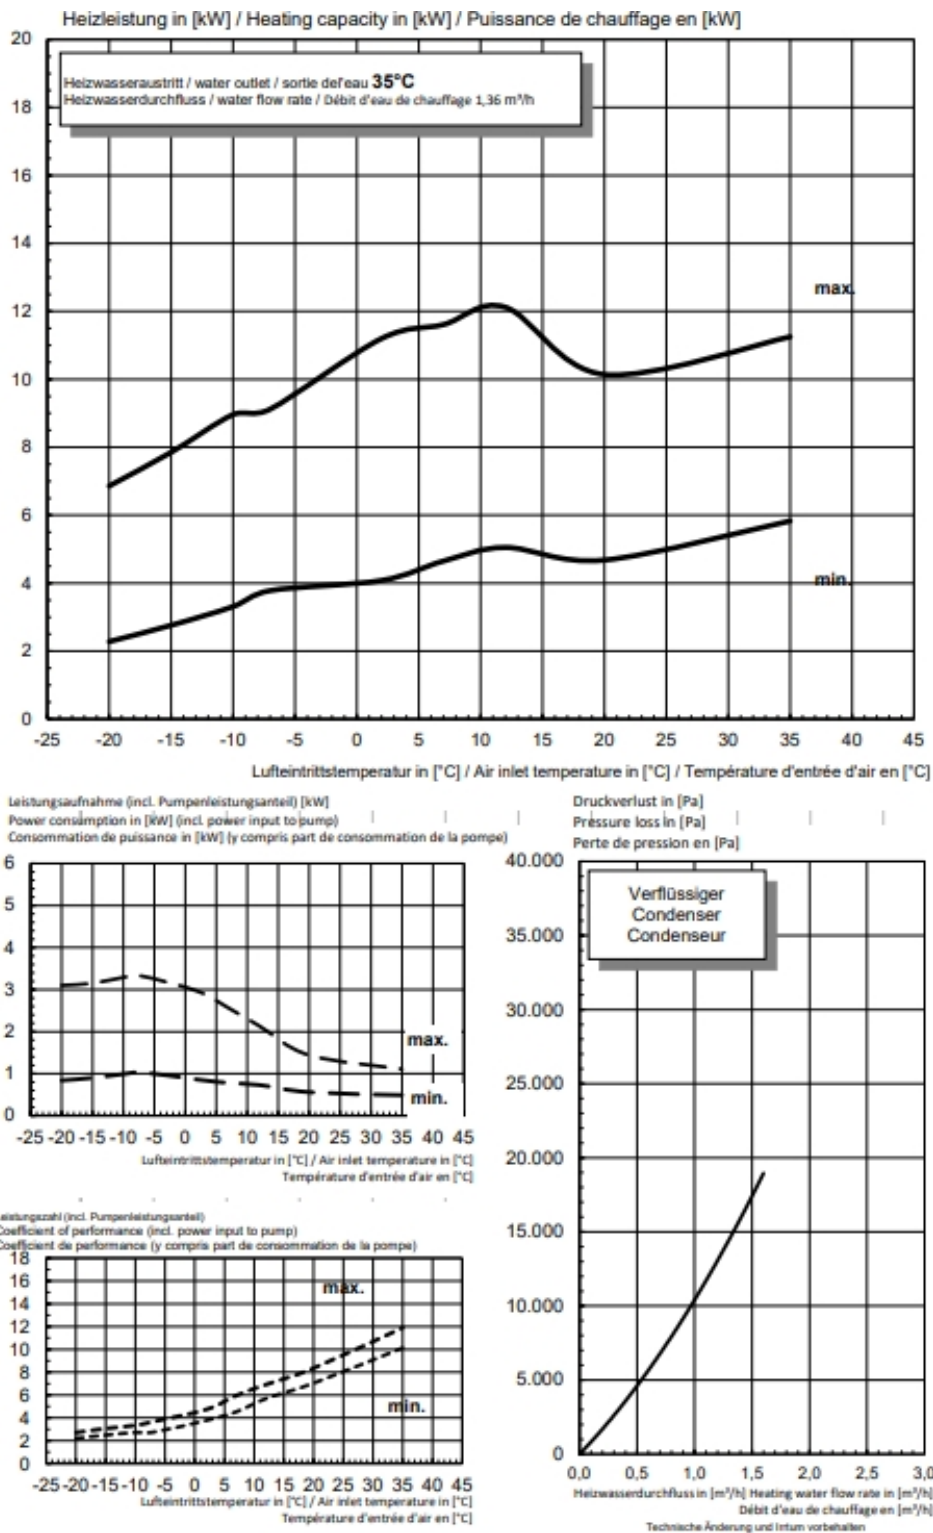 Heizleistung in [kW] / Heating capacity in [kW] / Puissance de chauffage en [kW]
20
Heizwasseraustritt / water outlet / sortie del'eau 35°C
Heizwasserdurchfluss / water flow rate / Débit d'eau de chauffage 1,36 m³/h
18
16
14
max.
12
10
8
6
min.
4
2
0
-25 -20 -15 -10 -5 0 5 10 15 20 25 30 35 40 45
Lufteintrittstemperatur in [°C] / Air inlet temperature in [°C] / Température d'entrée d'air en [°C]
Leistungsaufnahme (incl. Pumpenleistungsanteil) [kW]
Power consumption in [kW] (incl. power input to pump)
Consommation de puissance in [kW] (y compris part de consommation de la pompe)
6
5
4
3
2
max.
1
min.
0
-25 -20 -15 -10 -5 0 5 10 15 20 25 30 35 40 45
Lufteintrittstemperatur in [°C] / Air inlet temperature in [°C]
Température d'entrée d'air en [°C]
eistungszahl (incl. Pumpenleistungsanteil)
Coefficient of performance (incl. power input to pump)
Coefficient de performance (y compris part de consommation de la pompe)
18
16
max.
14
12
10
8
6
min.
4
2
0
-25 -20 -15 -10 -5 0 5 10 15 20 25 30 35 40 45
Lufteintrittstemperatur in [°C] / Air inlet temperature in [°C]
Température d'entrée d'air en [°C]
Druckverlust in [Pa]
Pressure loss in [Pa]
Perte de pression en [Pa]
40.000
Verflüssiger
Condenser
Condenseur
35.000
30.000
25.000
20.000
15.000
10.000
5.000
0
0,0 0,5 1,0 1,5 2,0 2,5 3,0
Heizwasserdurchfluss in [m³/h] Heating water flow rate in [m³/h]
Débit d'eau de chauffage en [m³/h]
Technische Änderung und Irrtum vorbehalten